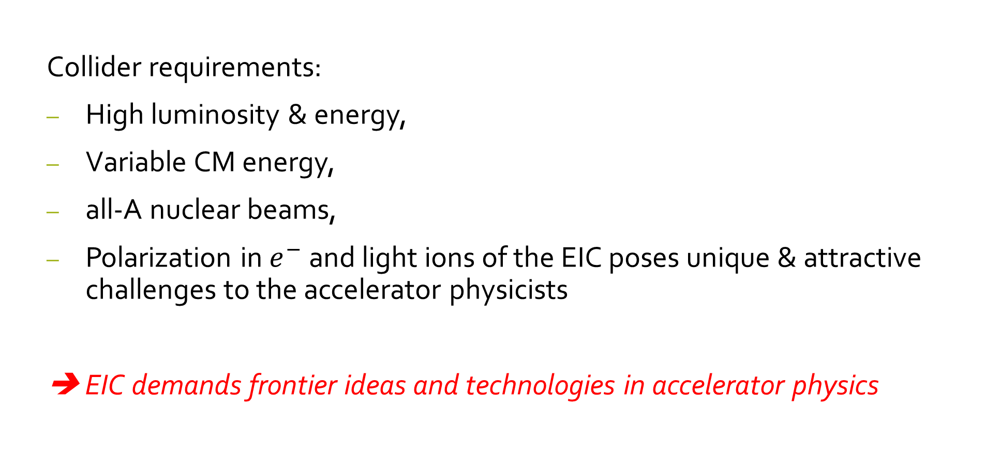 Collider requirements:
– High luminosity & energy,
– Variable CM energy,
– all-A nuclear beams,
– Polarization in e⁻ and light ions of the EIC poses unique & attractive
challenges to the accelerator physicists
➔ EIC demands frontier ideas and technologies in accelerator physics